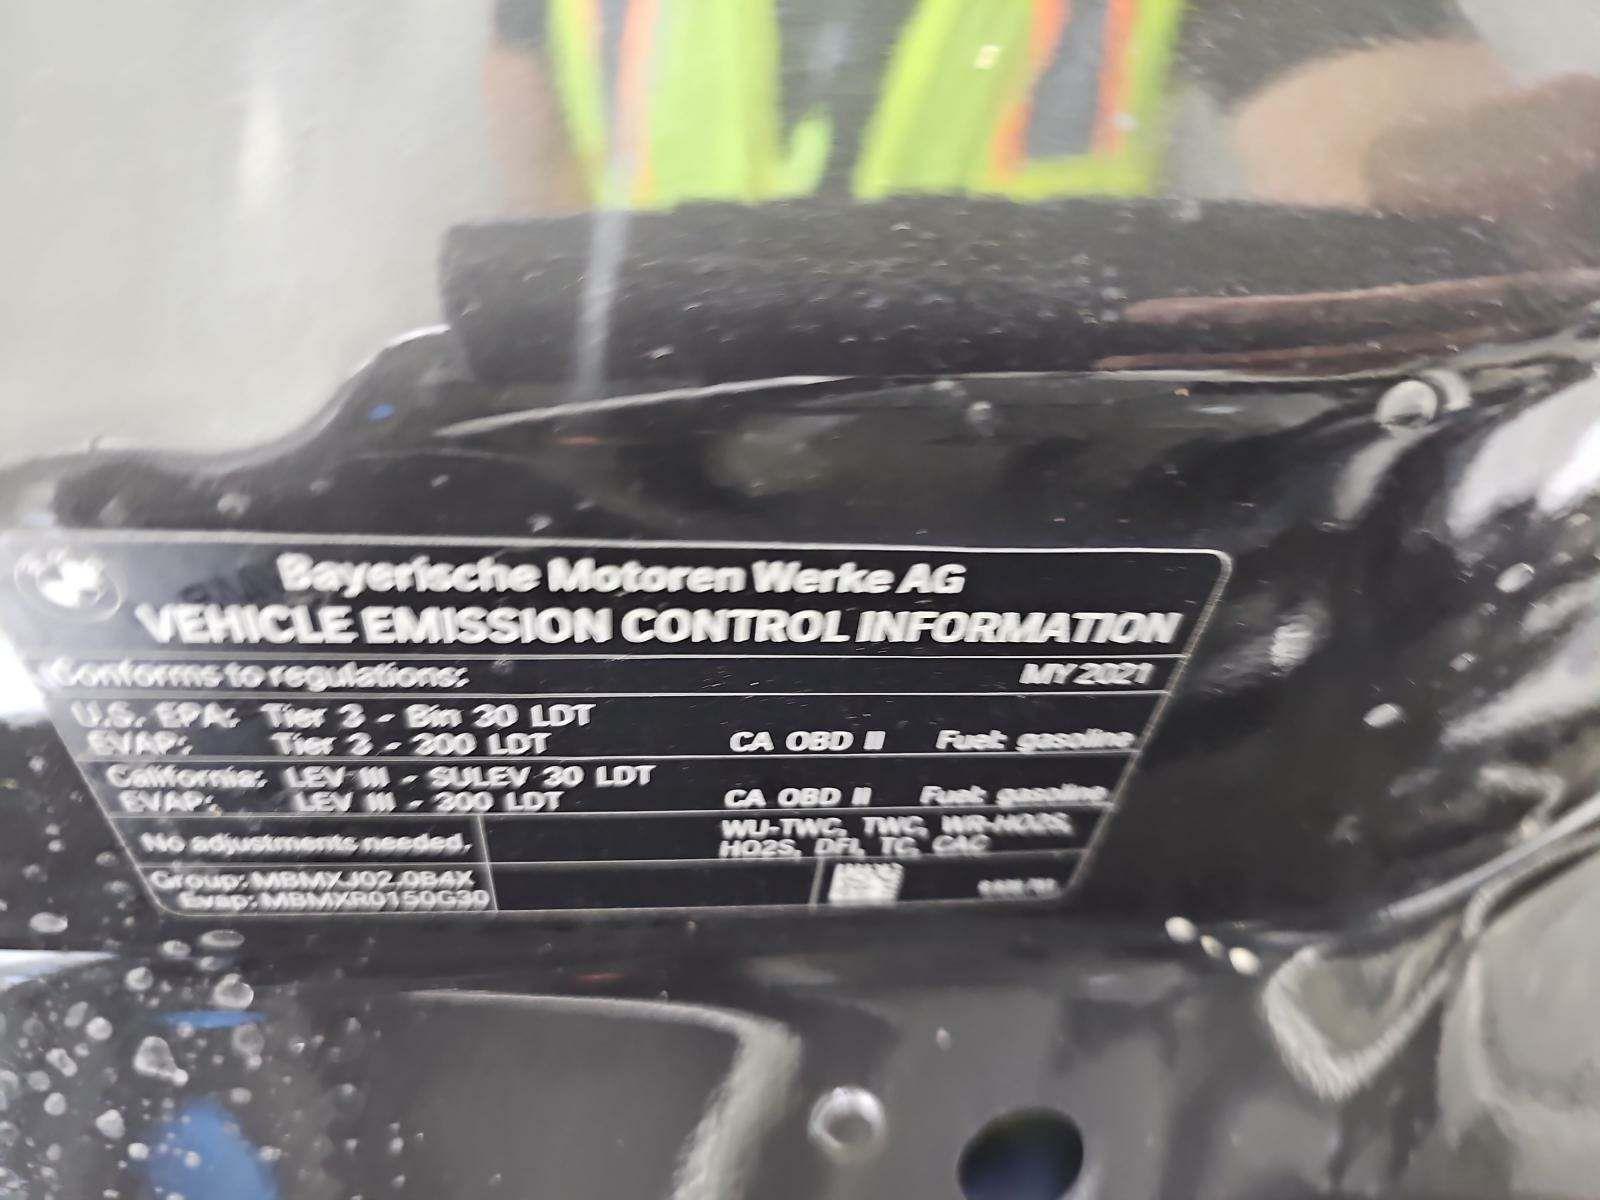 Bayerische Motoren Werke AG
VEHICLE EMISSION CONTROL INFORMATION
Conforms to regulations: MY 2021
U.S. EPA: Tier 3 - Bin 30 LDT
EVAP: Tier 3 - 300 LDT CA OBD II Fuel: gasoline
California: LEV III - SULEV 30 LDT
EVAP: LEV III - 300 LDT CA OBD II Fuel: gasoline
No adjustments needed. WU-TWC, TWC, WR-HO2S,
HO2S, DFI, TC, CAC
Group: MBMXJ02.0B4X
Evap: MBMXR0150G30